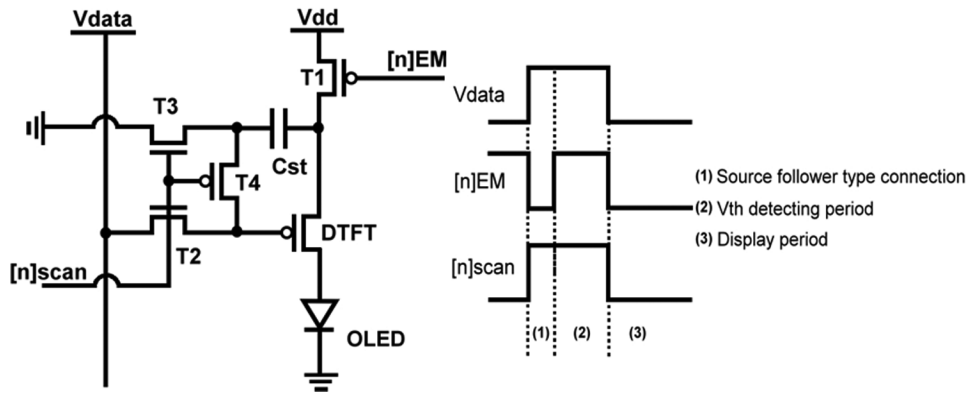 Vdata
Vdd
[n]EM
T1
T3
Cst
T4
DTFT
T2
[n]scan
OLED
Vdata
[n]EM
[n]scan
(1)
(2)
(3)
(1) Source follower type connection
(2) Vth detecting period
(3) Display period